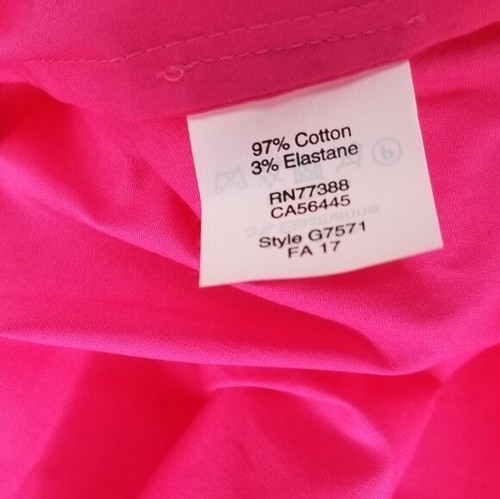 97% Cotton
3% Elastane
RN77388
CA56445
Style G7571
FA 17